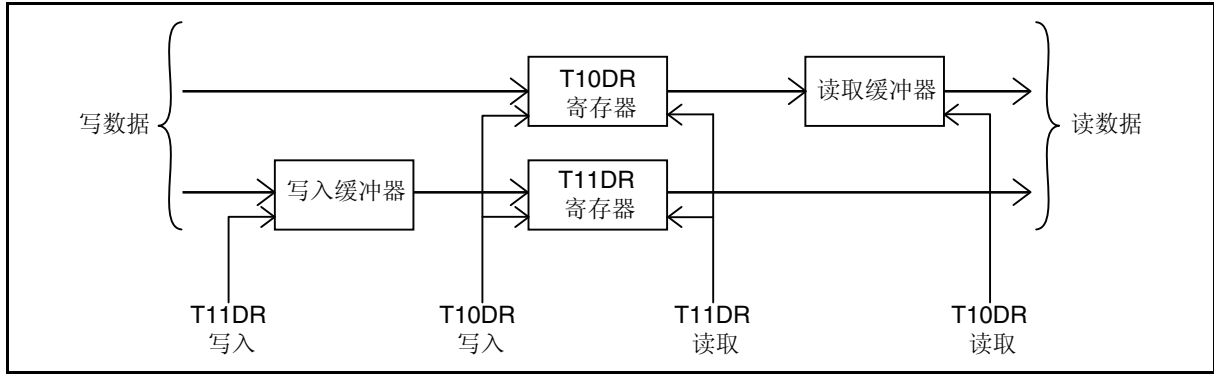 T10DR
寄存器
读取缓冲器
写数据
读数据
写入缓冲器
T11DR
寄存器
T11DR
写入
T10DR
写入
T11DR
读取
T10DR
读取